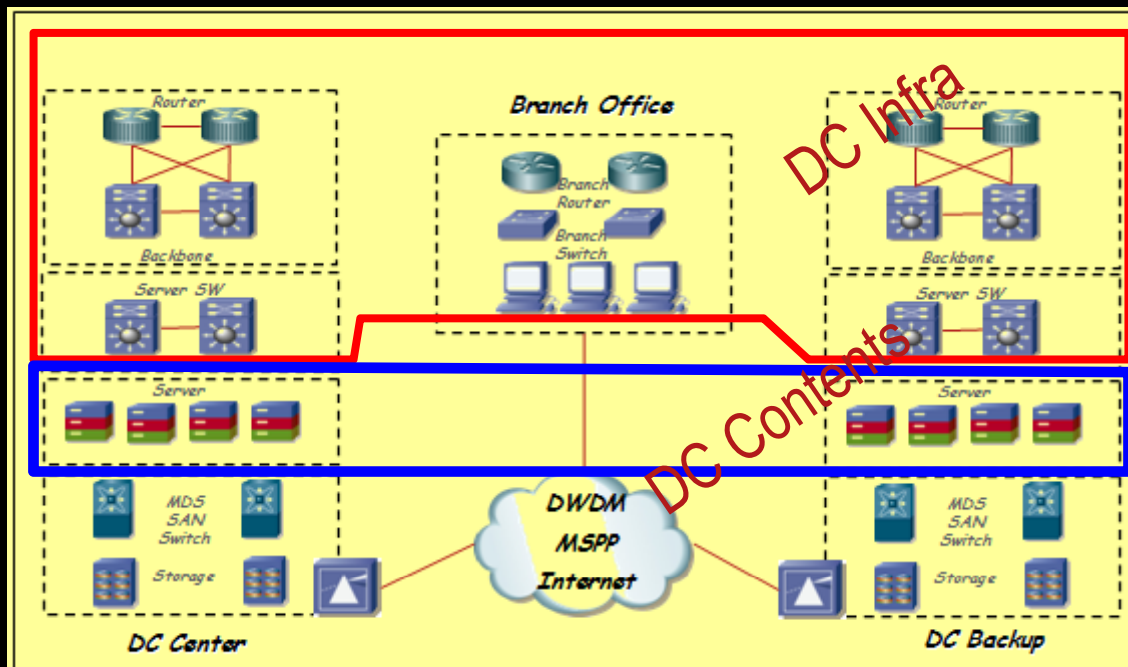 Router
Backbone
Server SW
Server
MDS
SAN
Switch
Storage
DC Center
Branch Office
Branch
Router
Branch
Switch
DWDM
MSPP
Internet
DC Infra
DC Contents
Router
Backbone
Server SW
Server
MDS
SAN
Switch
Storage
DC Backup